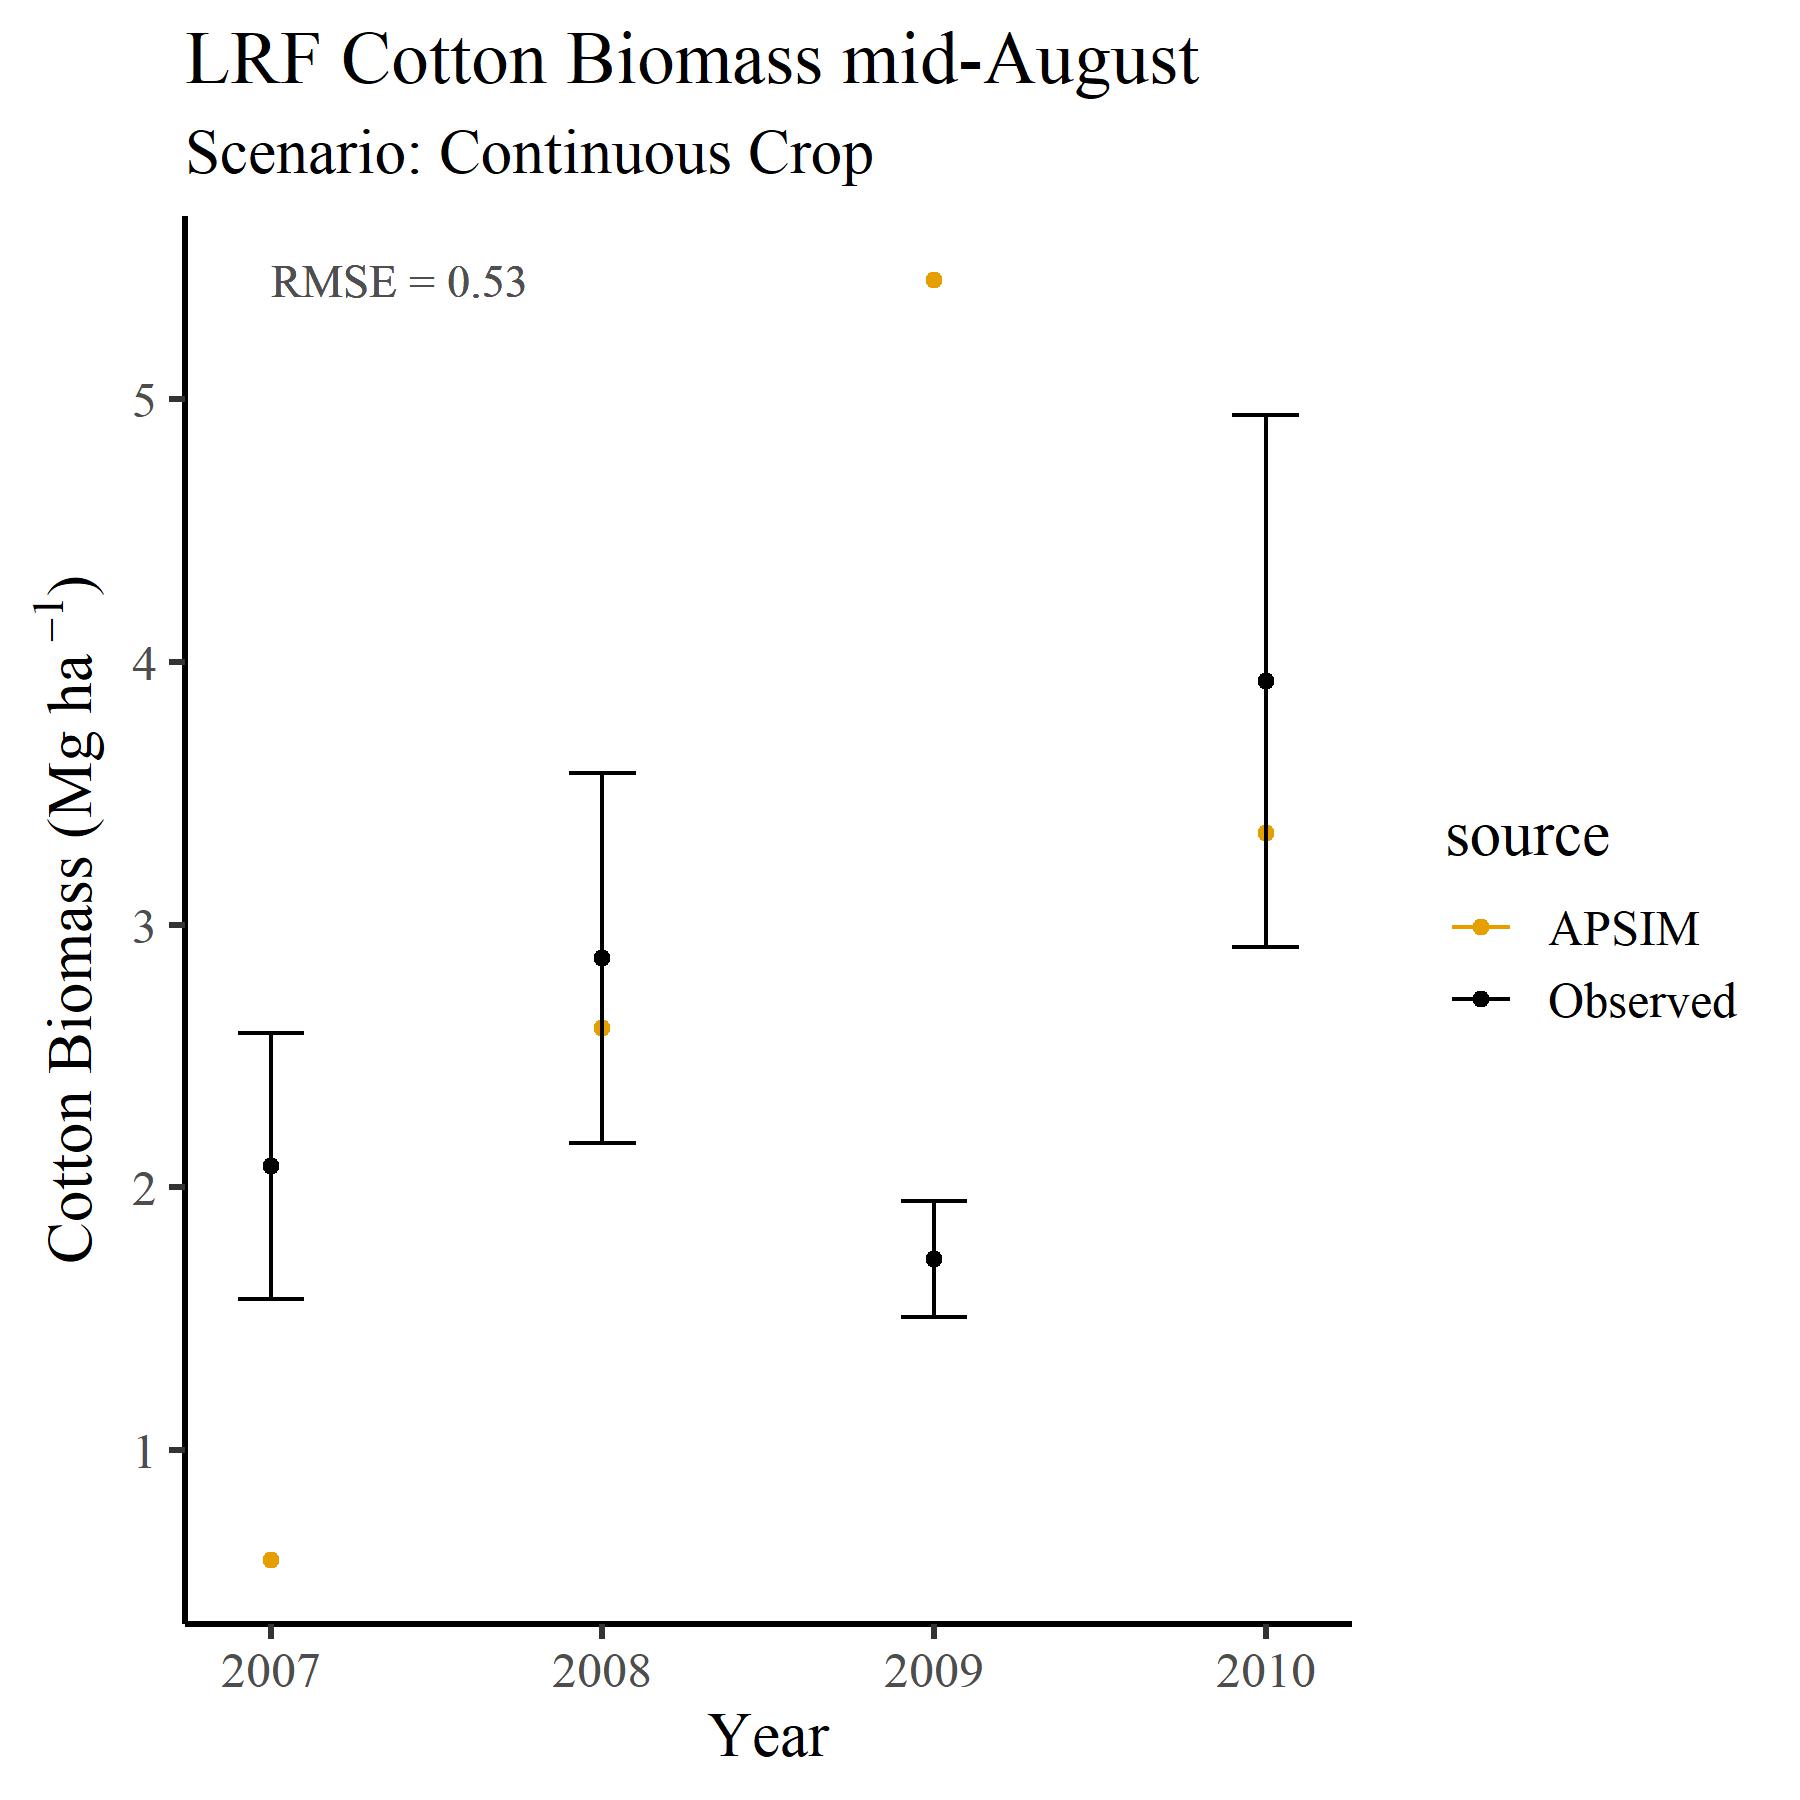 LRF Cotton Biomass mid-August
Scenario: Continuous Crop
RMSE = 0.53
5
4
3
2
1
Cotton Biomass (Mg ha⁻¹)
2007 2008 2009 2010
Year
source
APSIM
Observed